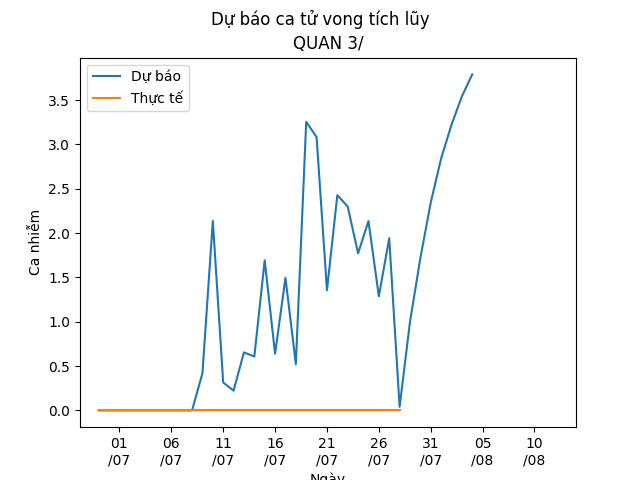 Dự báo ca tử vong tích lũy
QUAN 3/
Dự báo
Thực tế
Ca nhiễm
3.5
3.0
2.5
2.0
1.5
1.0
0.5
0.0
01 06 11 16 21 26 31 05 10
/07 /07 /07 /07 /07 /07 /07 /08 /08
Ngày